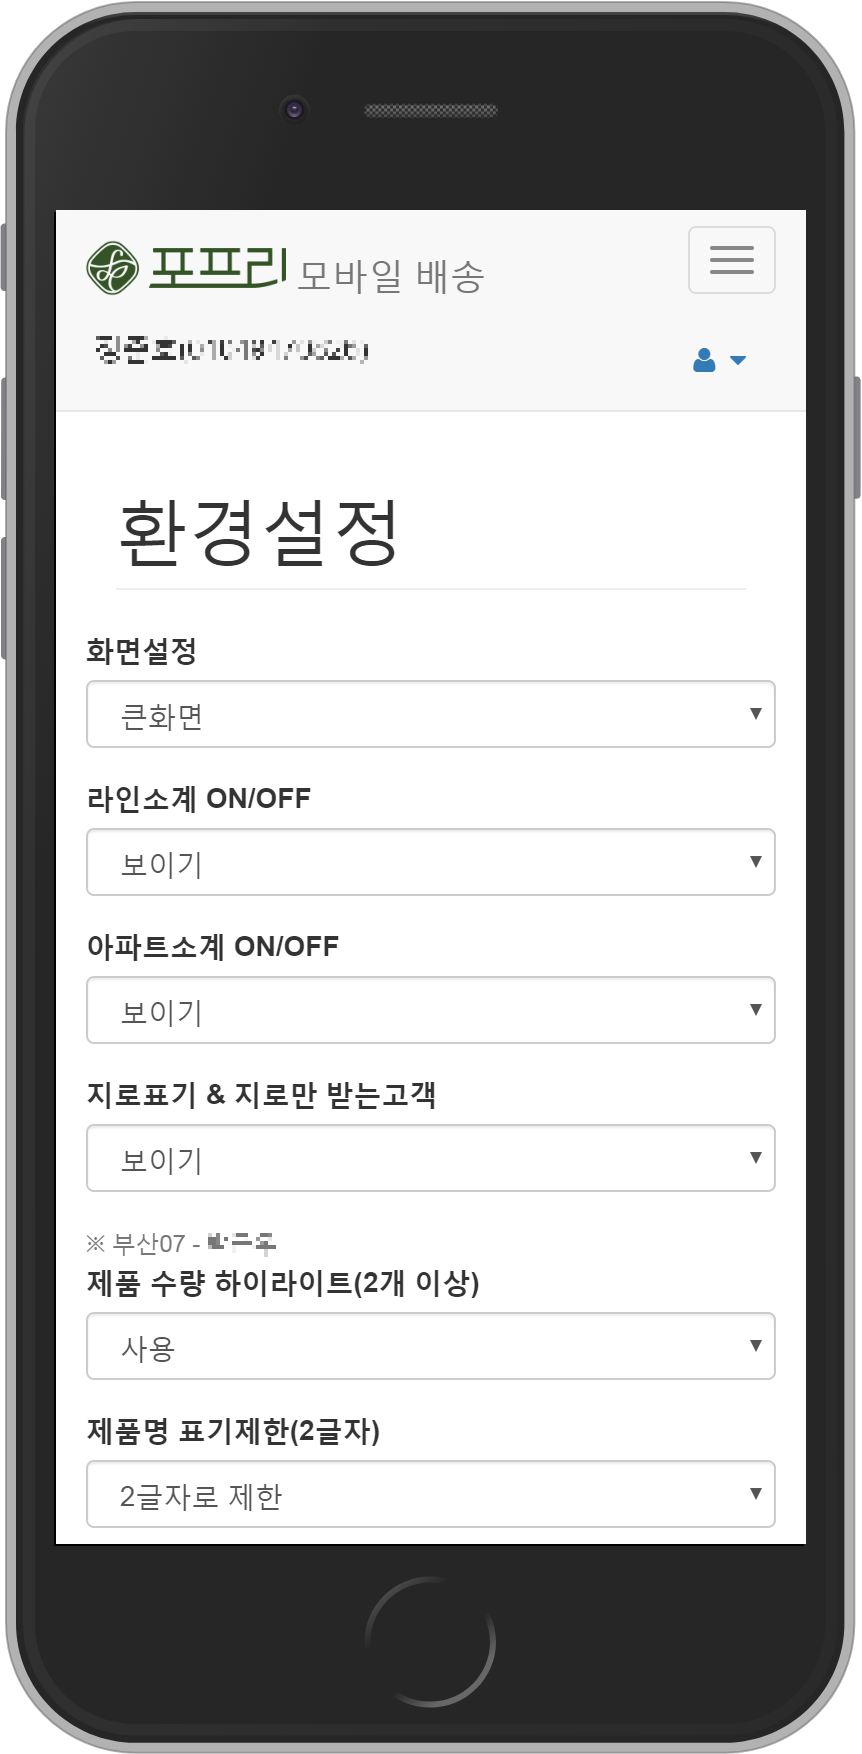 포프리 모바일 배송
환경설정
화면설정
큰화면
라인소계 ON/OFF
보이기
아파트소계 ON/OFF
보이기
지로표기 & 지로만 받는고객
보이기
※ 부산07 -
제품 수량 하이라이트(2개 이상)
사용
제품명 표기제한(2글자)
2글자로 제한